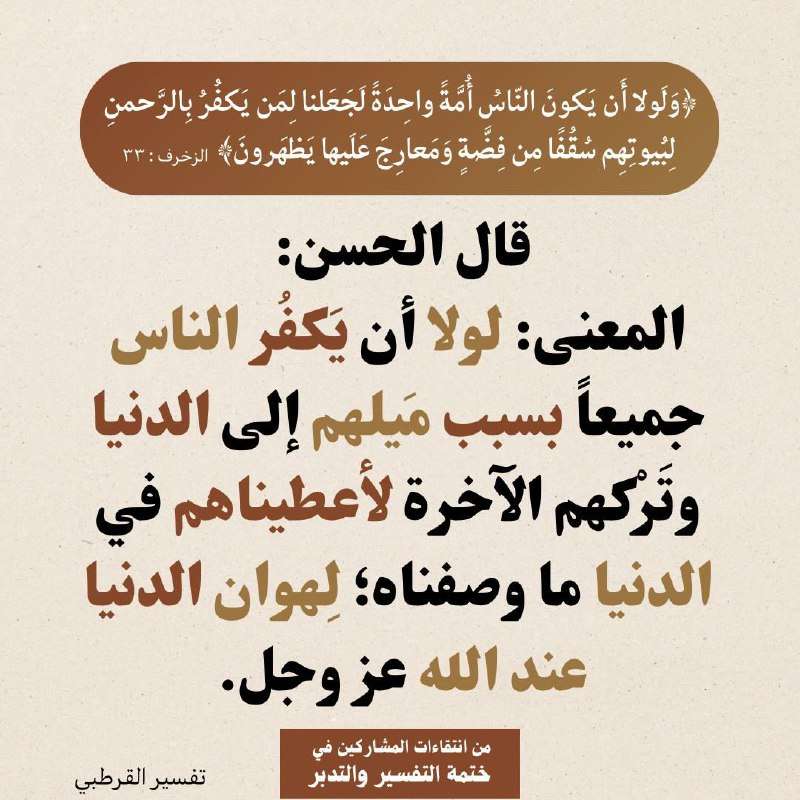 ﴿وَلَولا أَن يَكونَ النّاسُ أُمَّةً واحِدَةً لَجَعَلنا لِمَن يَكفُرُ بِالرَّحمنِ
لِبُيوتِهِم سُقُفًا مِن فِضَّةٍ وَمَعارِجَ عَلَيها يَظهَرونَ﴾ الزخرف : ٣٣
قال الحسن:
المعنى: لولا أن يَكفُر الناس
جميعاً بسبب مَيلهم إلى الدنيا
وتَرْكهم الآخرة لأعطيناهم في
الدنيا ما وصفناه؛ لِهوان الدنيا
عند الله عز وجل.
من انتقاءات المشاركين في
ختمة التفسير والتدبر
تفسير القرطبي